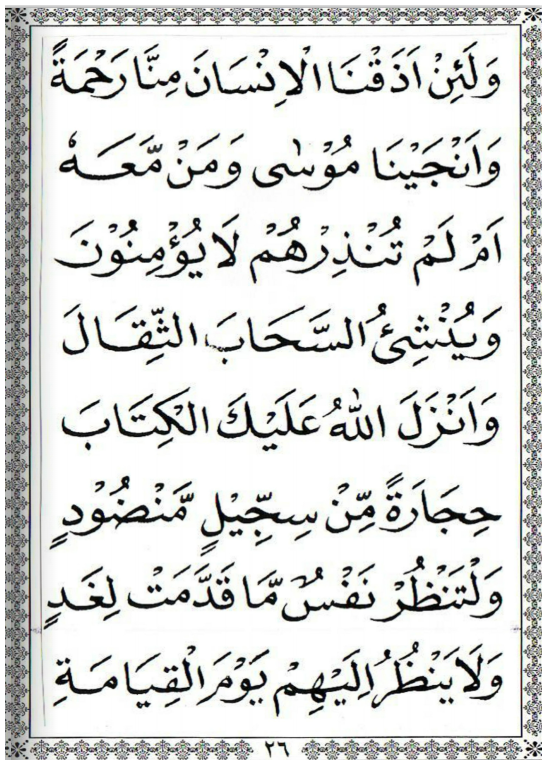 وَلَئِنْ اَذَقْنَا الْاِنْسَانَ مِنَّا رَحْمَةً
وَاَنْجَيْنَا مُوْسٰى وَمَنْ مَّعَهٗ
اَمْ لَمْ تُنْذِرْهُمْ لَا يُؤْمِنُوْنَ
وَيُنْشِئُ السَّحَابَ الثِّقَالَ
وَاَنْزَلَ اللّٰهُ عَلَيْكَ الْكِتَابَ
حِجَارَةً مِّنْ سِجِّيْلٍ مَّنْضُوْدٍ
وَلْتَنْظُرْ نَفْسٌ مَّا قَدَّمَتْ لِغَدٍ
وَلَا يَنْظُرُ اِلَيْهِمْ يَوْمَ الْقِيَامَةِ
٢٦